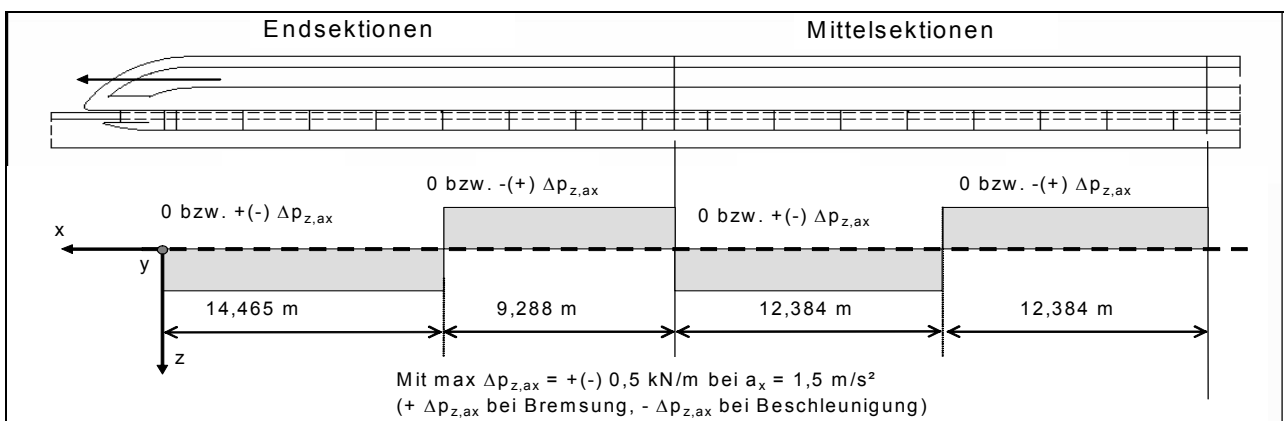 Endsektionen Mittelsektionen
0 bzw. -(+) Δpz,ax 0 bzw. -(+) Δpz,ax
0 bzw. +(-) Δpz,ax 0 bzw. +(-) Δpz,ax
x
y
14,465 m 9,288 m 12,384 m 12,384 m
z
Mit max Δpz,ax = +(-) 0,5 kN/m bei ax = 1,5 m/s²
(+ Δpz,ax bei Bremsung, - Δpz,ax bei Beschleunigung)